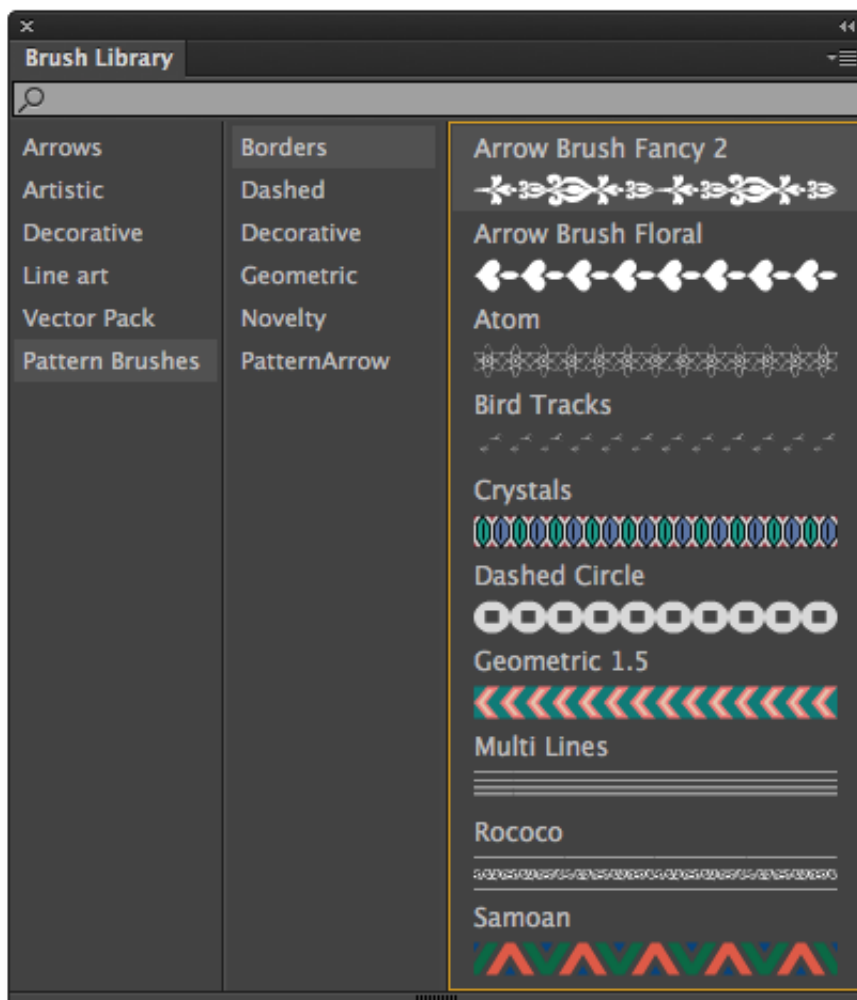 Brush Library
Arrows
Artistic
Decorative
Line art
Vector Pack
Pattern Brushes
Borders
Dashed
Decorative
Geometric
Novelty
PatternArrow
Arrow Brush Fancy 2
Arrow Brush Floral
Atom
Bird Tracks
Crystals
Dashed Circle
Geometric 1.5
Multi Lines
Rococo
Samoan